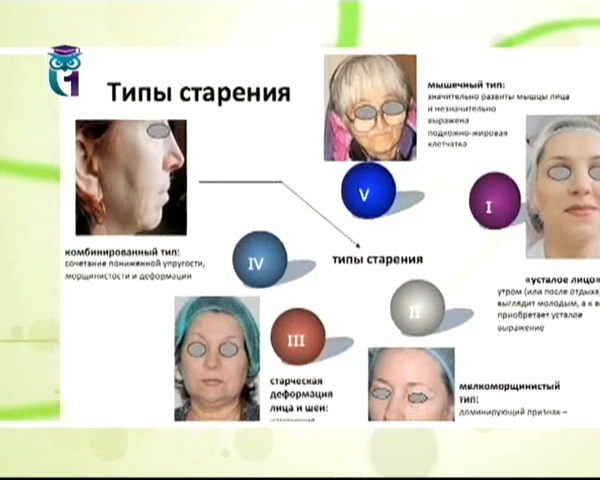 1
Типы старения
мышечный тип:
значительно развиты мышцы лица
и незначительно
выражена
подкожно-жировая
клетчатка
V
I
комбинированный тип:
сочетание пониженной упругости,
морщинистости и деформации
IV
типы старения
«усталое лицо»
утром (или после отдыха)
выглядит молодым, а к
приобретает усталое
выражение
II
III
старческая
деформация
лица и шеи:
мелкоморщинистый
тип:
доминирующий признак –